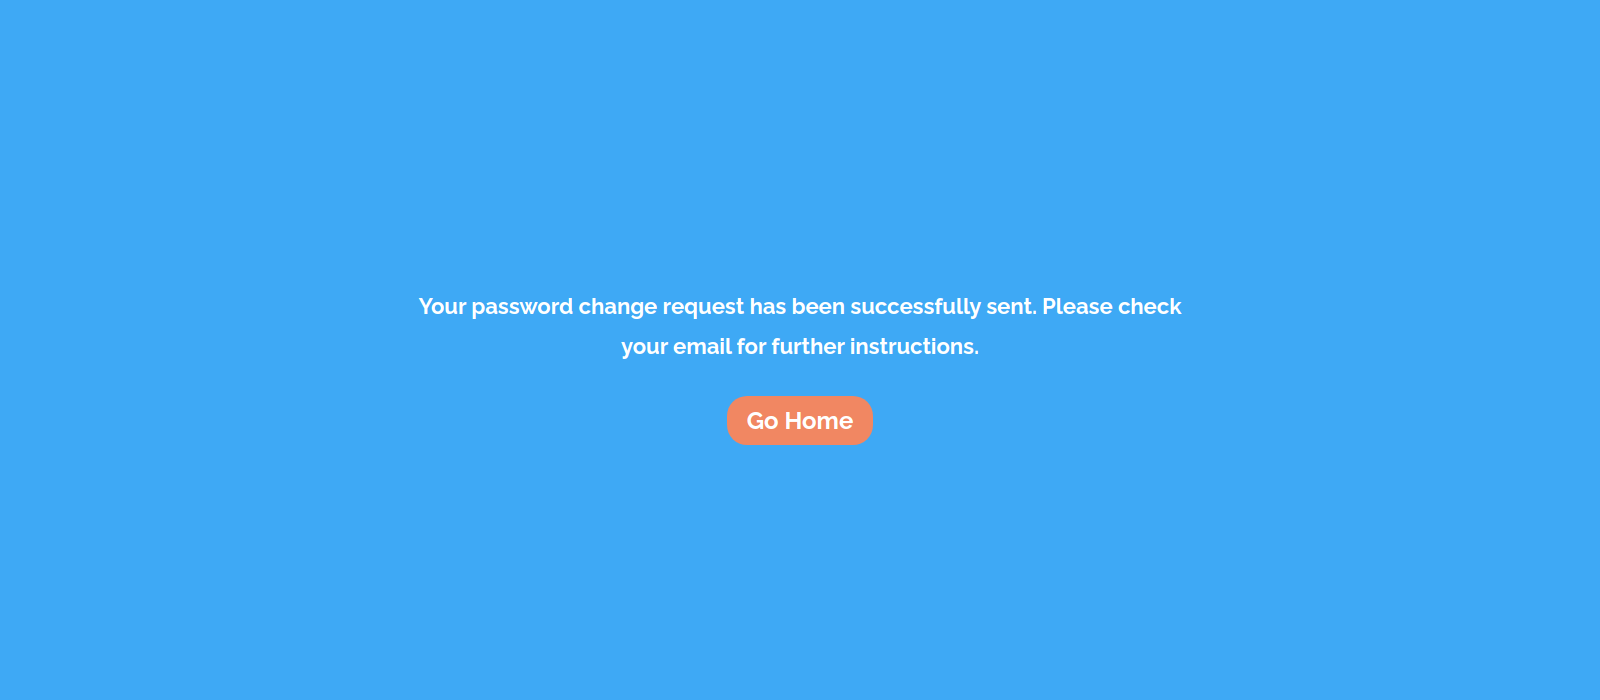 Your password change request has been successfully sent. Please check
your email for further instructions.
Go Home